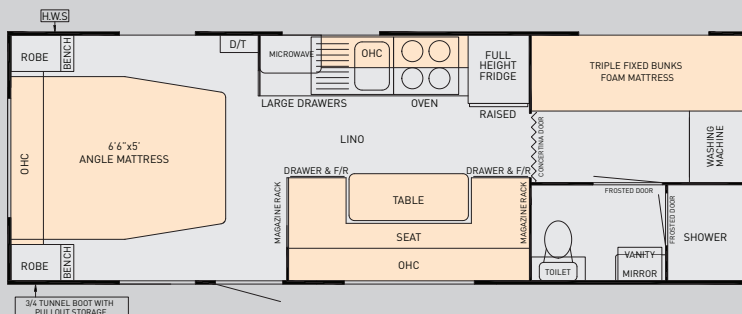 H.W.S
ROBE
BENCH
D/T
MICROWAVE
OHC
FULL
HEIGHT
FRIDGE
TRIPLE FIXED BUNKS
FOAM MATTRESS
LARGE DRAWERS
OVEN
RAISED
CONCERTINA DOOR
WASHING
MACHINE
OHC
6'6"x5'
ANGLE MATTRESS
LINO
DRAWER & F/R
DRAWER & F/R
MAGAZINE RACK
TABLE
MAGAZINE RACK
SEAT
OHC
FROSTED DOOR
FROSTED DOOR
SHOWER
VANITY
MIRROR
TOILET
ROBE
BENCH
3/4 TUNNEL BOOT WITH
PULLOUT STORAGE